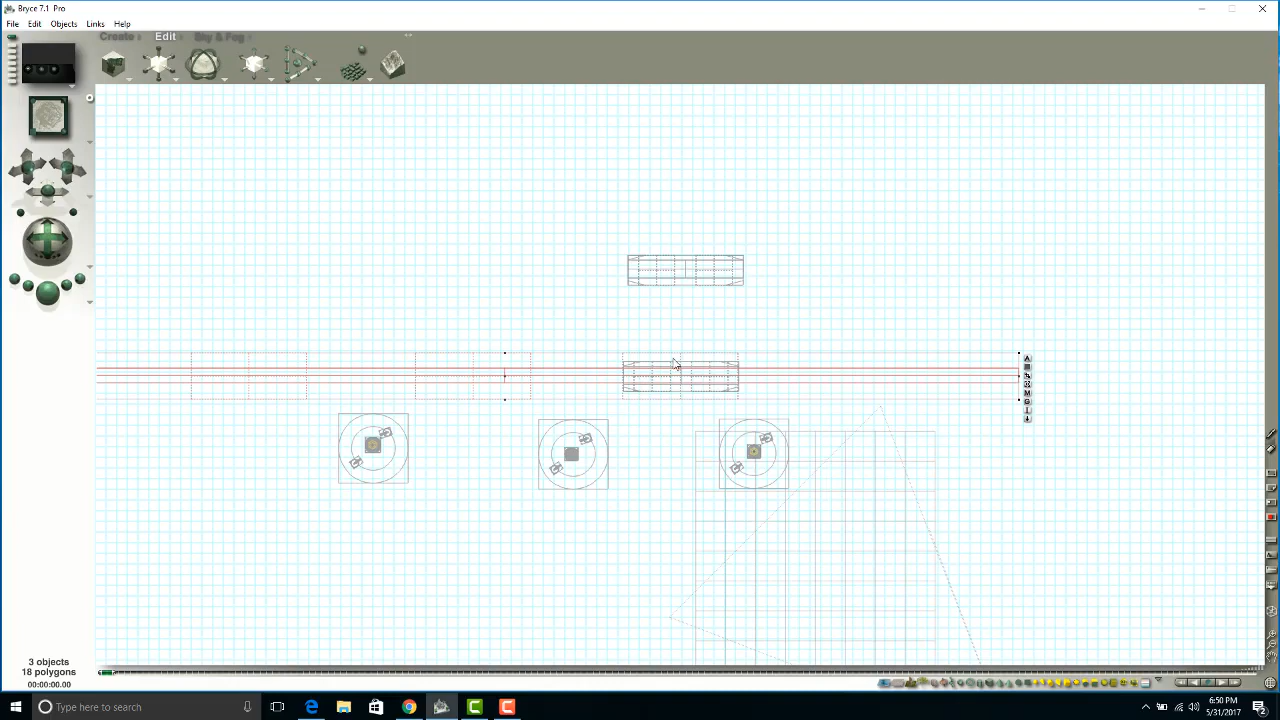 Bryce 7.1 Pro
File Edit Objects Links Help
Create Edit Sky & Fog
A
M
G
3 objects
18 polygons
00:00:00.00
Type here to search
6:50 PM
5/31/2017
2